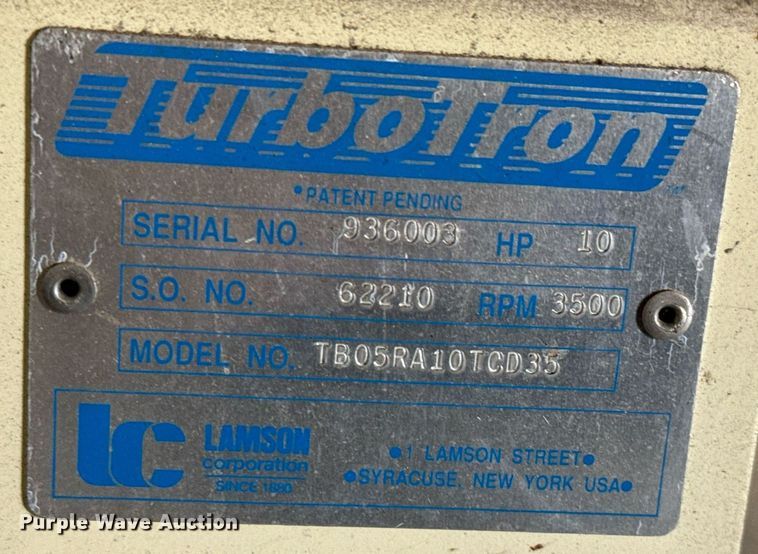 TurboTron
PATENT PENDING
SERIAL NO. 936003 HP 10
S.O. NO. 62210 RPM 3500
MODEL NO. TB05RA10TCD35
LC LAMSON
corporation
SINCE 1880
•1 LAMSON STREET•
•SYRACUSE, NEW YORK USA•
Purple Wave Auction